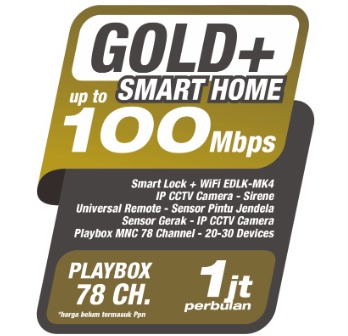 GOLD+
SMART HOME
up to
100 Mbps
Smart Lock + WiFi EDLK-MK4
IP CCTV Camera - Sirene
Universal Remote - Sensor Pintu Jendela
Sensor Gerak - IP CCTV Camera
Playbox MNC 78 Channel - 20-30 Devices
PLAYBOX
78 CH.
*harga belum termasuk Ppn
1jt
perbulan